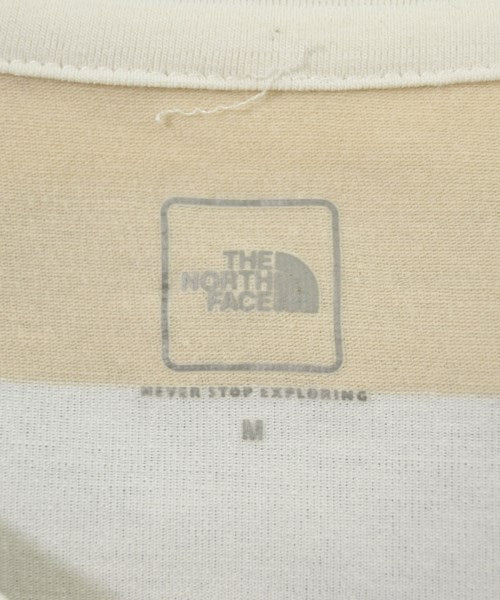 THE
NORTH
FACE
NEVER STOP EXPLORING
M